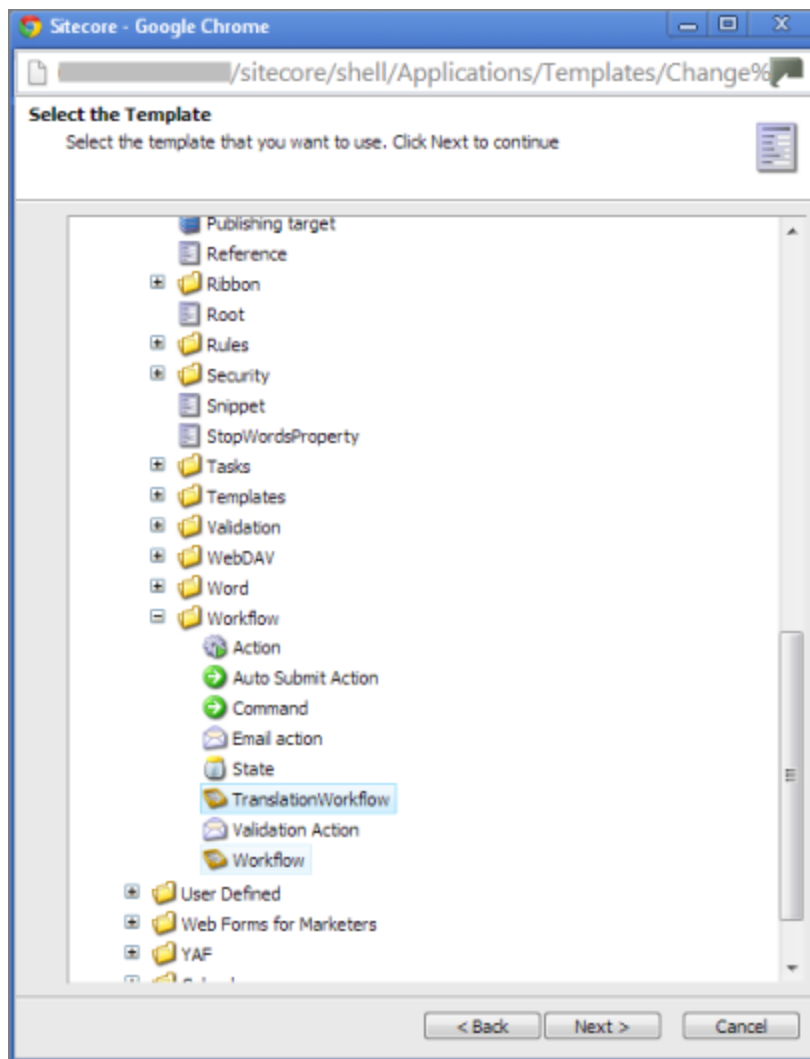 Sitecore - Google Chrome
/sitecore/shell/Applications/Templates/Change%
Select the Template
Select the template that you want to use. Click Next to continue
Publishing target
Reference
Ribbon
Root
Rules
Security
Snippet
StopWordsProperty
Tasks
Templates
Validation
WebDAV
Word
Workflow
Action
Auto Submit Action
Command
Email action
State
TranslationWorkflow
Validation Action
Workflow
User Defined
Web Forms for Marketers
YAF
< Back Next > Cancel